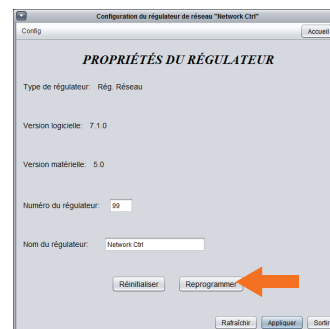 Configuration du régulateur de réseau "Network Ctrl"
Config
Accueil
PROPRIÉTÉS DU RÉGULATEUR
Type de régulateur: Rég. Réseau
Version logicielle: 7.1.0
Version matérielle: 5.0
Numéro du régulateur: 99
Nom du régulateur: Network Ctrl
Réinitialiser Reprogrammer
Rafraîchir Appliquer Sortir